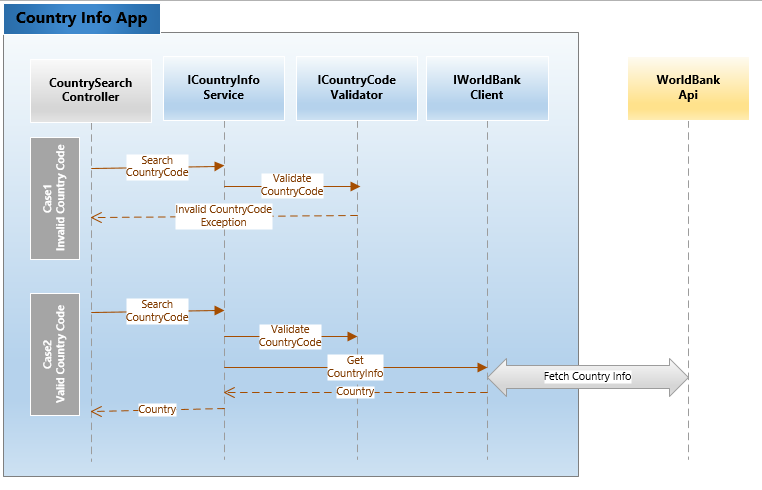 Country Info App
CountrySearch
Controller
ICountryInfo
Service
ICountryCode
Validator
IWorldBank
Client
WorldBank
Api
Case1
Invalid Country Code
Search
CountryCode
Validate
CountryCode
Invalid CountryCode
Exception
Case2
Valid Country Code
Search
CountryCode
Validate
CountryCode
Get
CountryInfo
Fetch Country Info
Country
Country